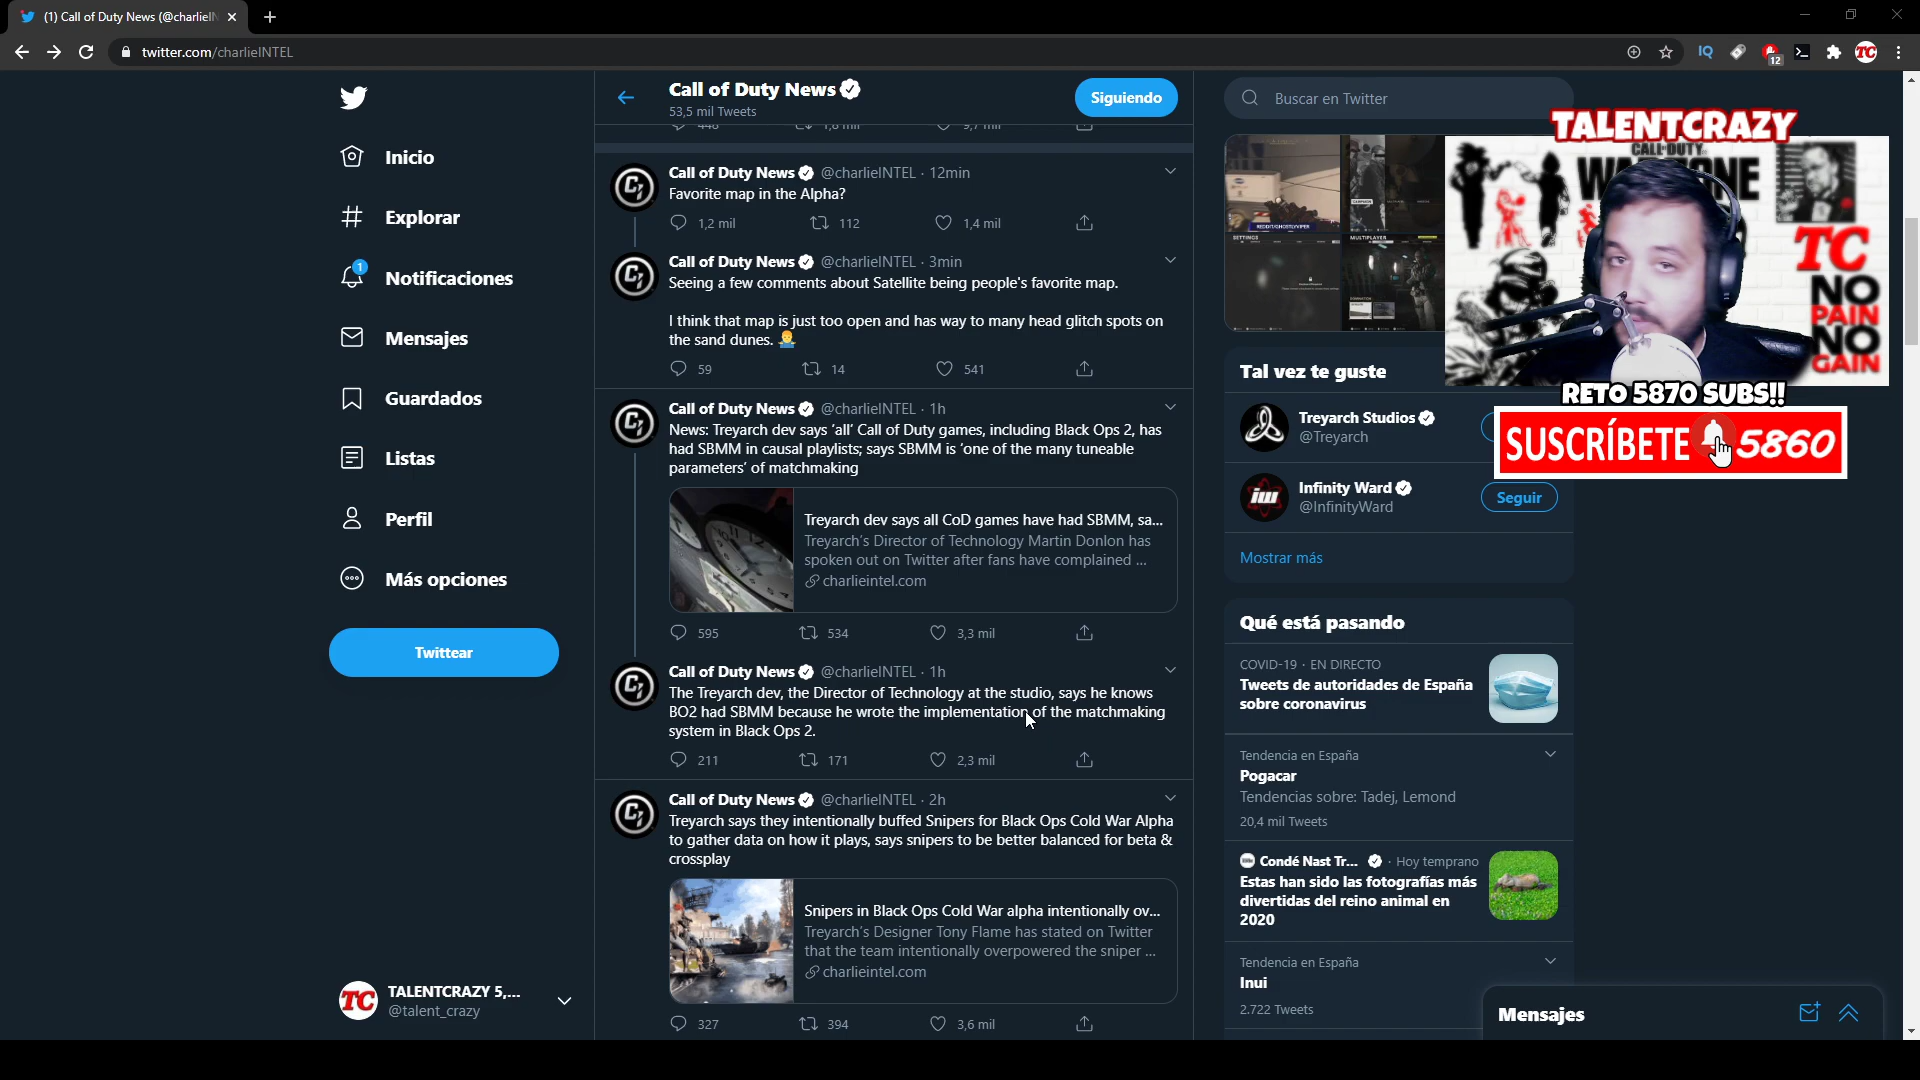 (1) Call of Duty News (@charlieIN
twitter.com/charlieINTEL
12
TC
Call of Duty News
53,5 mil Tweets
Siguiendo
Buscar en Twitter
Inicio
Explorar
1
Notificaciones
Mensajes
Guardados
Listas
Perfil
Más opciones
Twittear
TC
TALENTCRAZY 5,...
@talent_crazy
448
1,8 mil
9,7 mil
Call of Duty News @charlieINTEL · 12min
Favorite map in the Alpha?
1,2 mil
112
1,4 mil
Call of Duty News @charlieINTEL · 3min
Seeing a few comments about Satellite being people's favorite map.
I think that map is just too open and has way to many head glitch spots on
the sand dunes.
59
14
541
Call of Duty News @charlieINTEL · 1h
News: Treyarch dev says ‘all’ Call of Duty games, including Black Ops 2, has
had SBMM in causal playlists; says SBMM is ‘one of the many tuneable
parameters’ of matchmaking
Treyarch dev says all CoD games have had SBMM, sa...
Treyarch’s Director of Technology Martin Donlon has
spoken out on Twitter after fans have complained ...
charlieintel.com
595
534
3,3 mil
Call of Duty News @charlieINTEL · 1h
The Treyarch dev, the Director of Technology at the studio, says he knows
BO2 had SBMM because he wrote the implementation of the matchmaking
system in Black Ops 2.
211
171
2,3 mil
Call of Duty News @charlieINTEL · 2h
Treyarch says they intentionally buffed Snipers for Black Ops Cold War Alpha
to gather data on how it plays, says snipers to be better balanced for beta &
crossplay
Snipers in Black Ops Cold War alpha intentionally ov...
Treyarch’s Designer Tony Flame has stated on Twitter
that the team intentionally overpowered the sniper ...
charlieintel.com
327
394
3,6 mil
SETTINGS
MULTIPLAYER
TALENTCRAZY
CALL OF DUTY
TC
NO
PAIN
NO
GAIN
RETO 5870 SUBS!!
SUSCRÍBETE 5860
Tal vez te guste
Treyarch Studios
@Treyarch
Infinity Ward
@InfinityWard
Seguir
Mostrar más
Qué está pasando
COVID-19 · EN DIRECTO
Tweets de autoridades de España
sobre coronavirus
Tendencia en España
Pogacar
Tendencias sobre: Tadej, Lemond
20,4 mil Tweets
Condé Nast Tr... · Hoy temprano
Estas han sido las fotografías más
divertidas del reino animal en
2020
Tendencia en España
Inui
2.722 Tweets
Mensajes